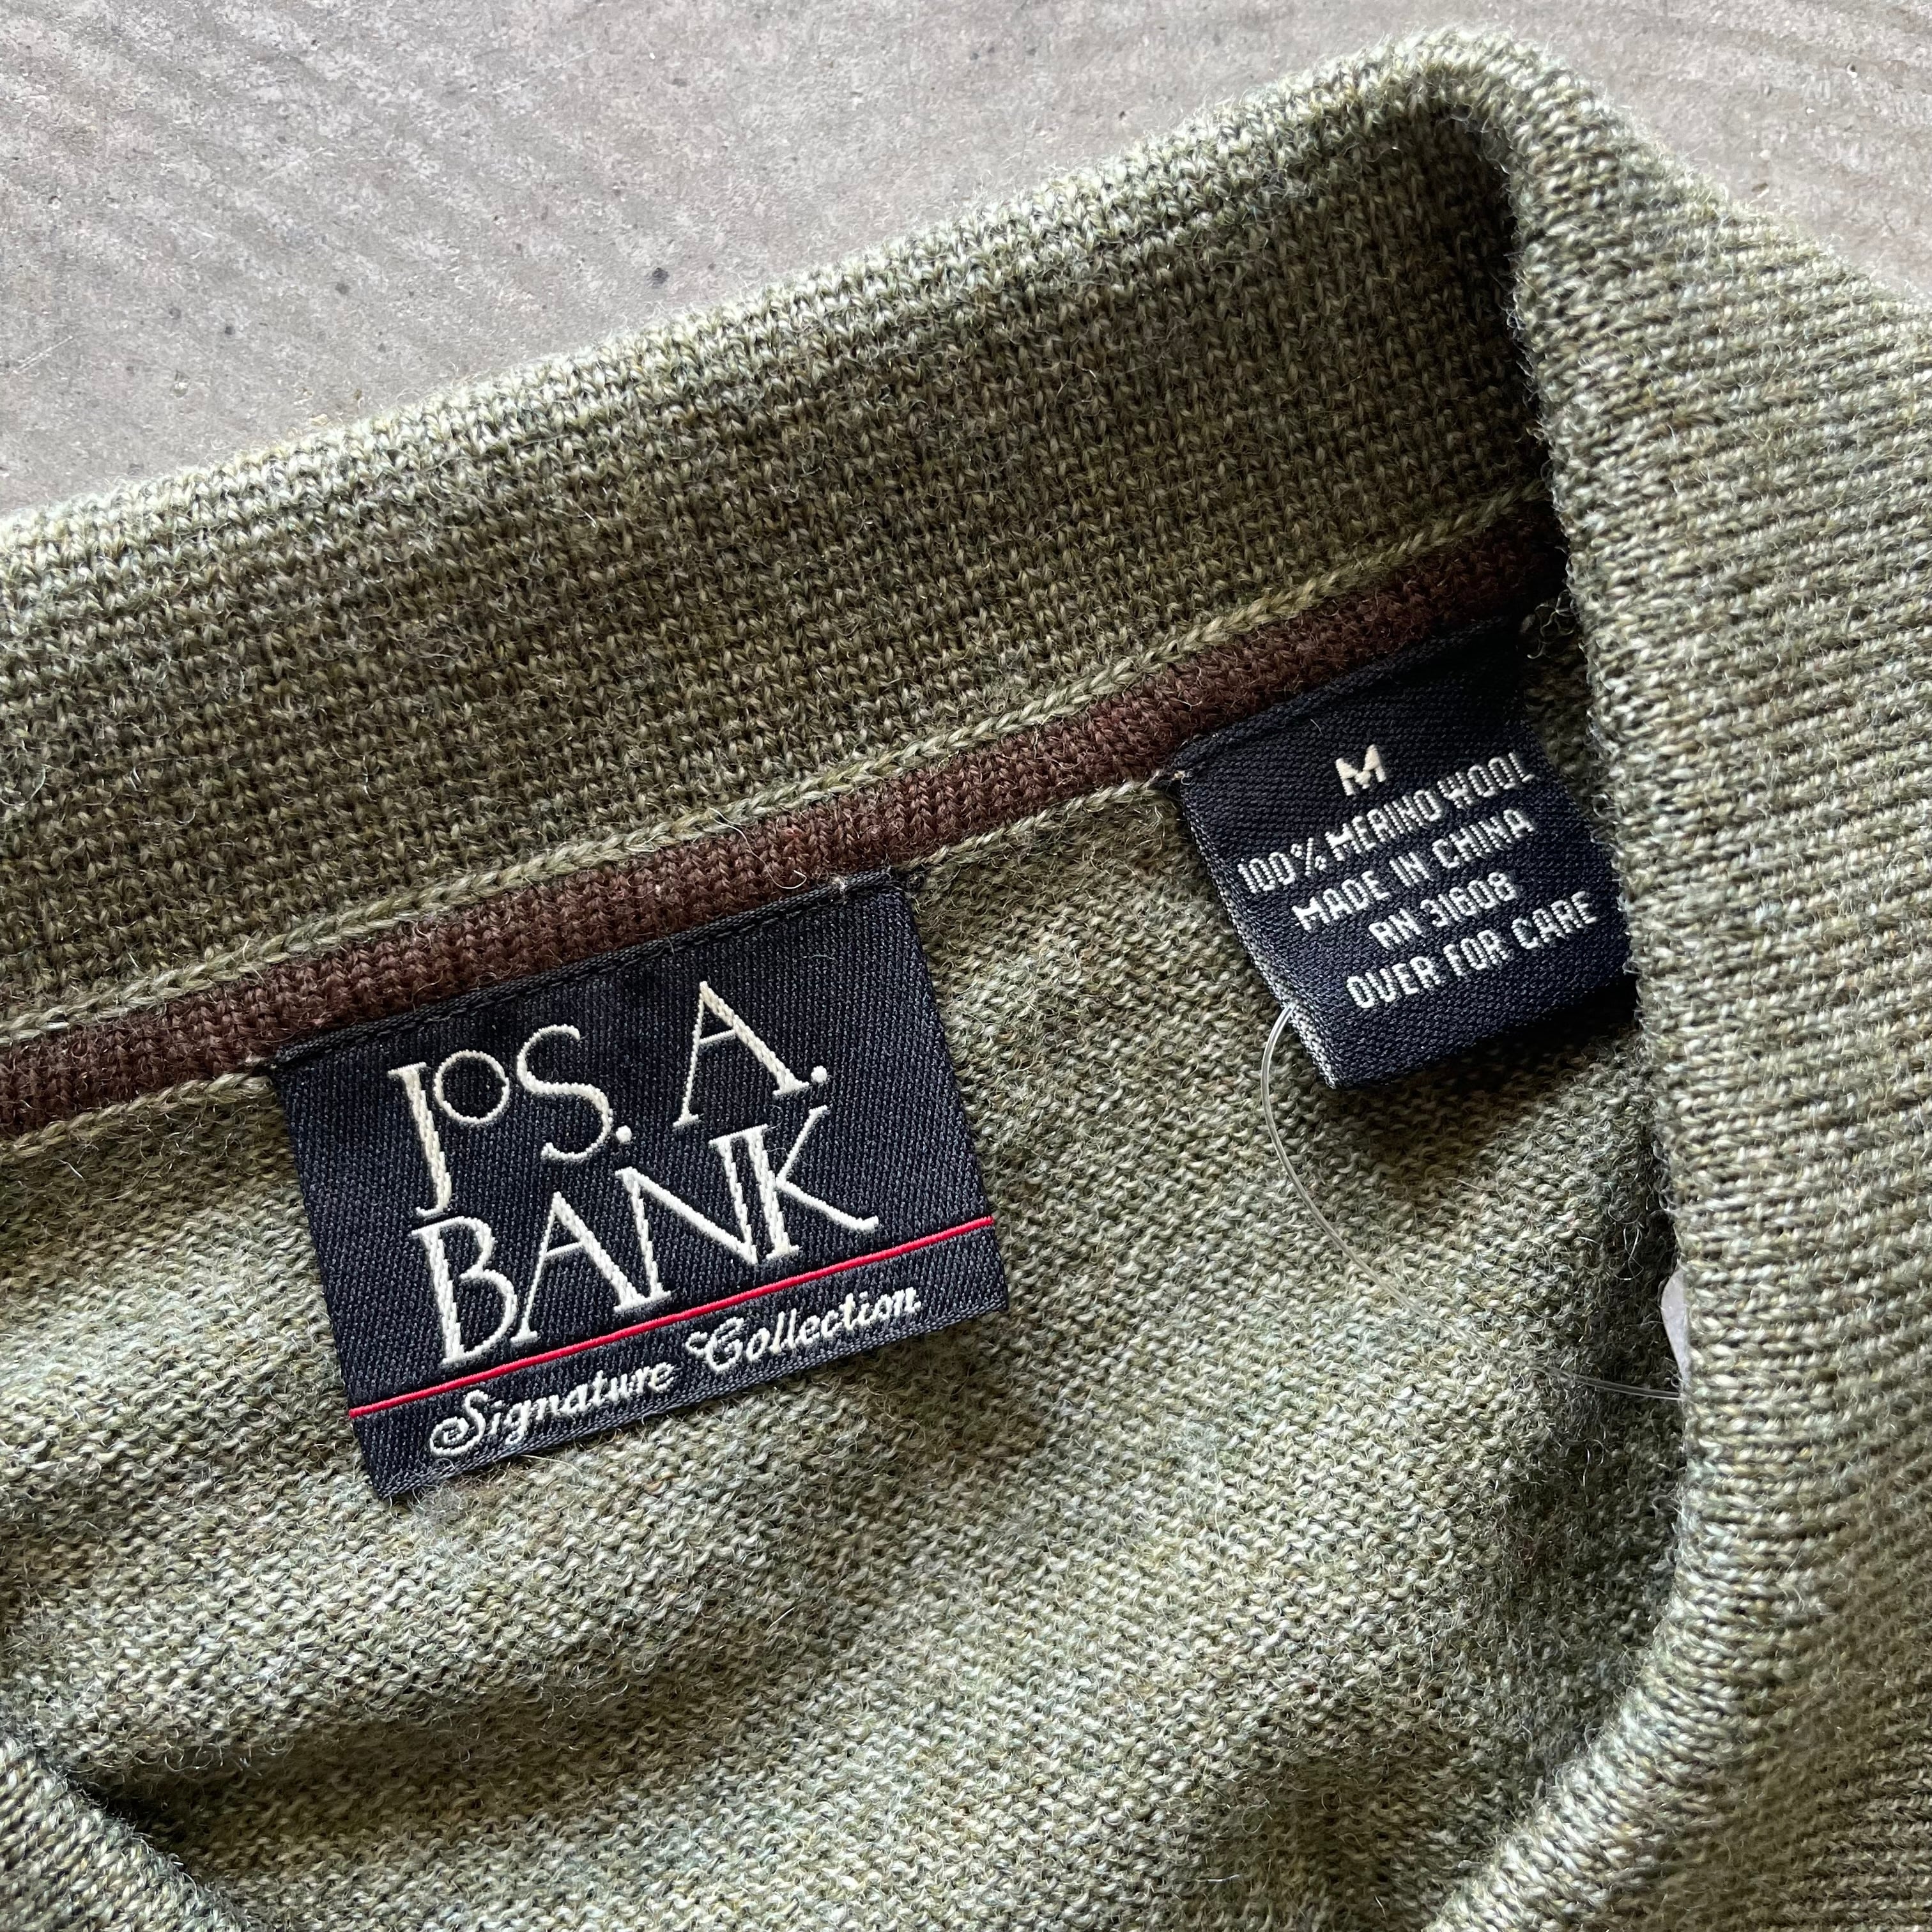 JOS. A.
BANK
Signature Collection
M
100% MERINO WOOL
MADE IN CHINA
RN 31608
OVER FOR CARE